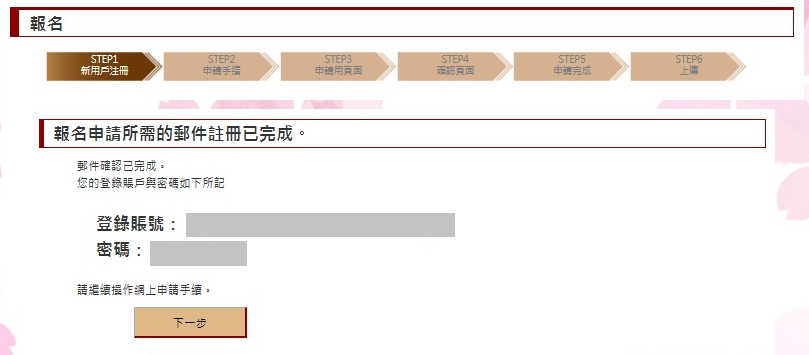 報名
STEP1
新用戶注冊
STEP2
申請手續
STEP3
申請用頁面
STEP4
確認頁面
STEP5
申請完成
STEP6
上傳
報名申請所需的郵件註冊已完成。
郵件確認已完成。
您的登錄賬戶與密碼如下所記
登錄賬號：
密碼：
請繼續操作網上申請手續。
下一步